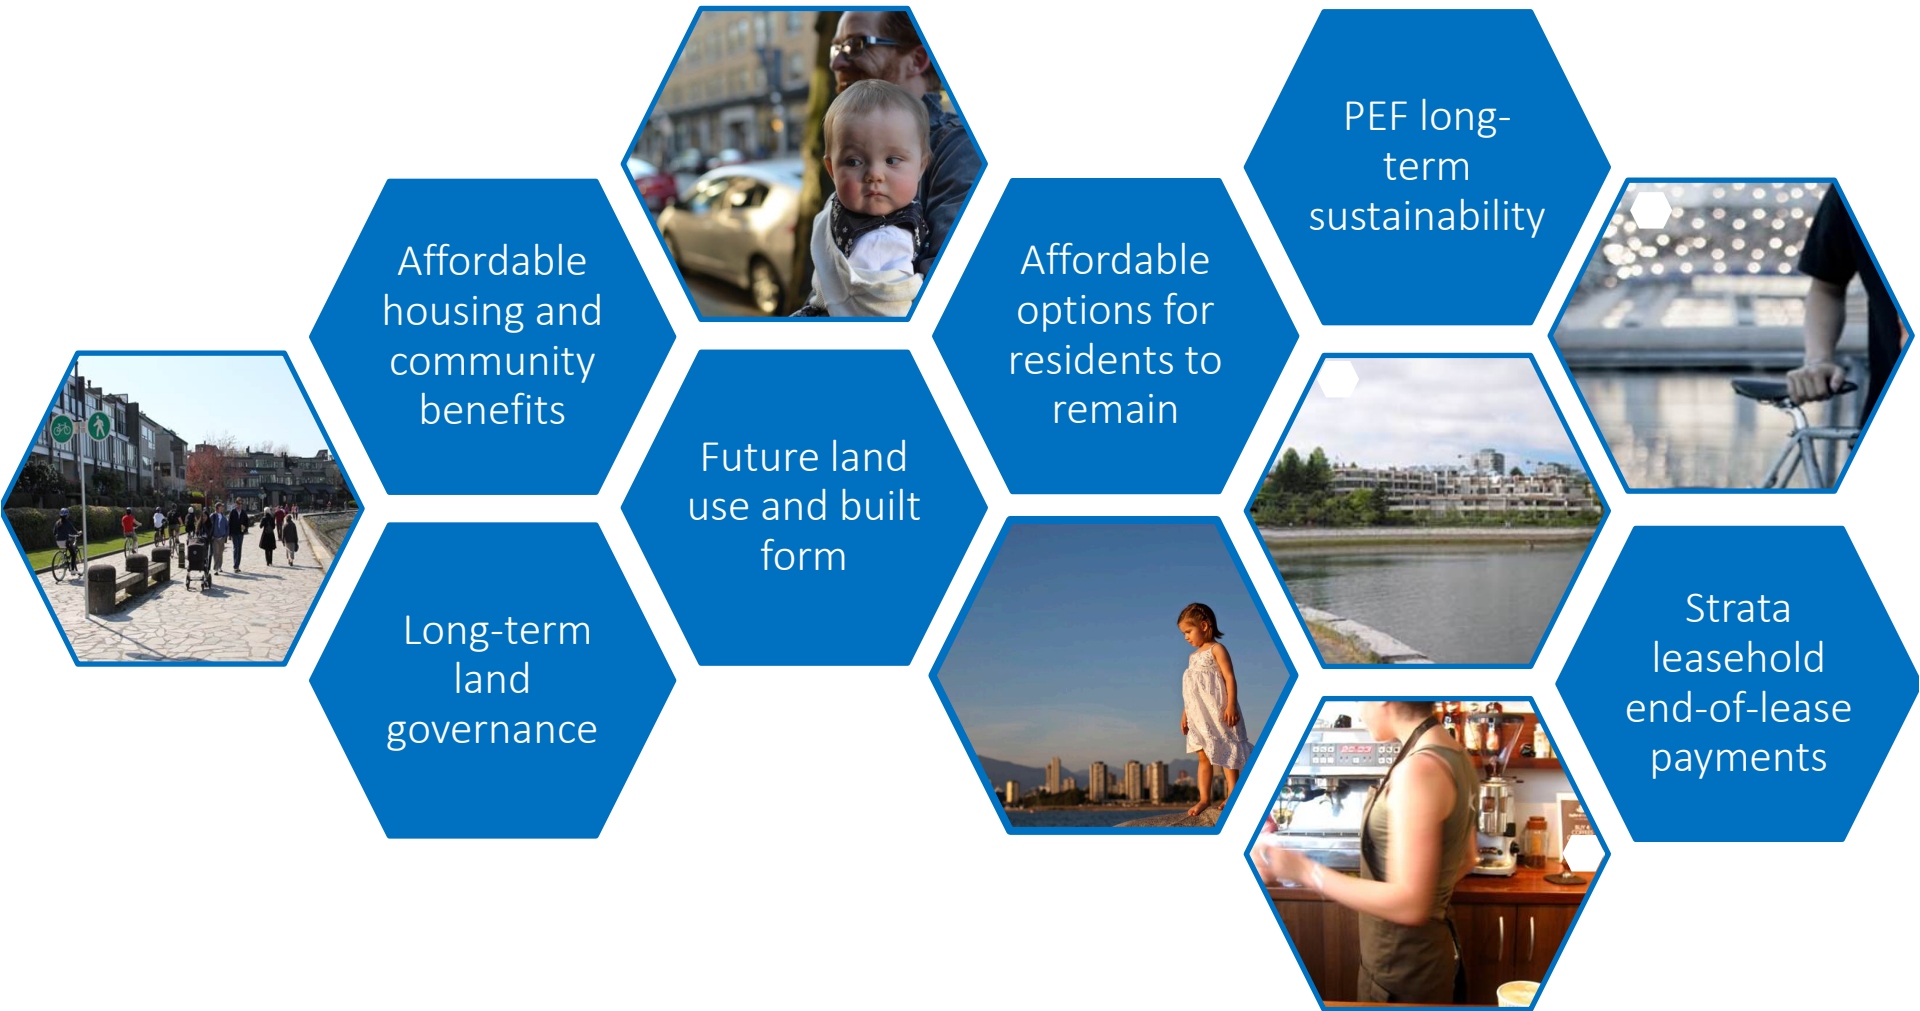 Affordable
housing and
community
benefits
Long-term
land
governance
Future land
use and built
form
Affordable
options for
residents to
remain
PEF long-
term
sustainability
Strata
leasehold
end-of-lease
payments